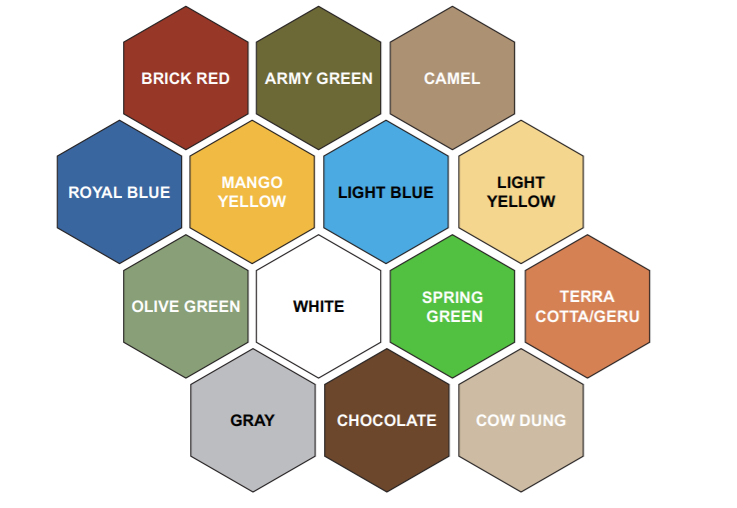 BRICK RED
ARMY GREEN
CAMEL
ROYAL BLUE
MANGO
YELLOW
LIGHT BLUE
LIGHT
YELLOW
OLIVE GREEN
WHITE
SPRING
GREEN
TERRA
COTTA/GERU
GRAY
CHOCOLATE
COW DUNG